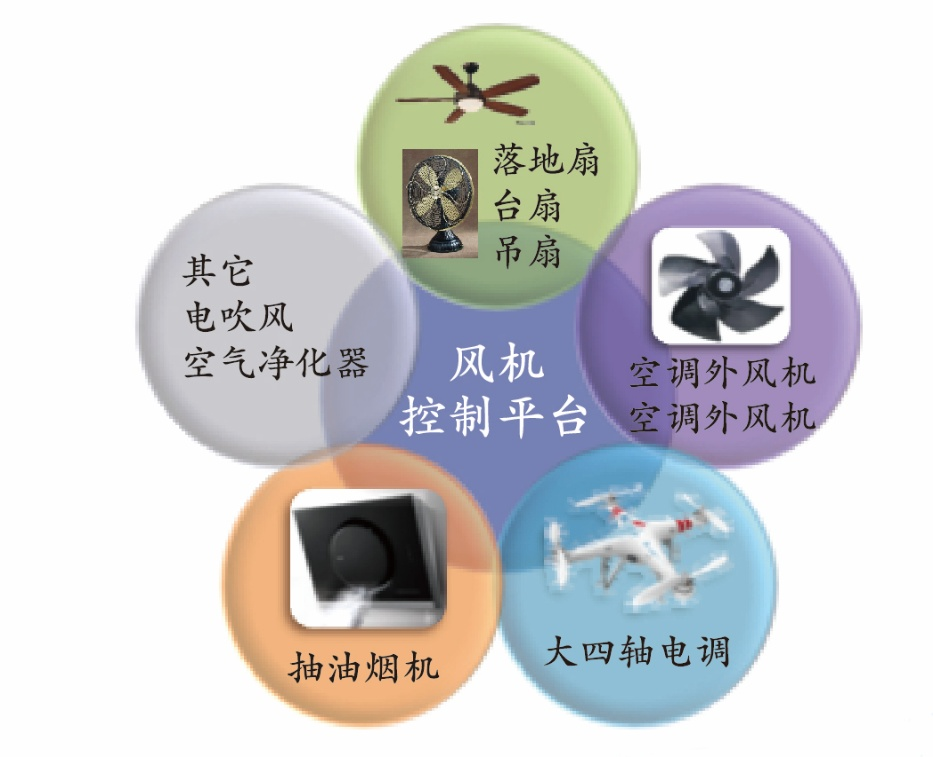 落地扇
台扇
吊扇
其它
电吹风
空气净化器
风机
控制平台
空调外风机
空调外风机
抽油烟机
大四轴电调